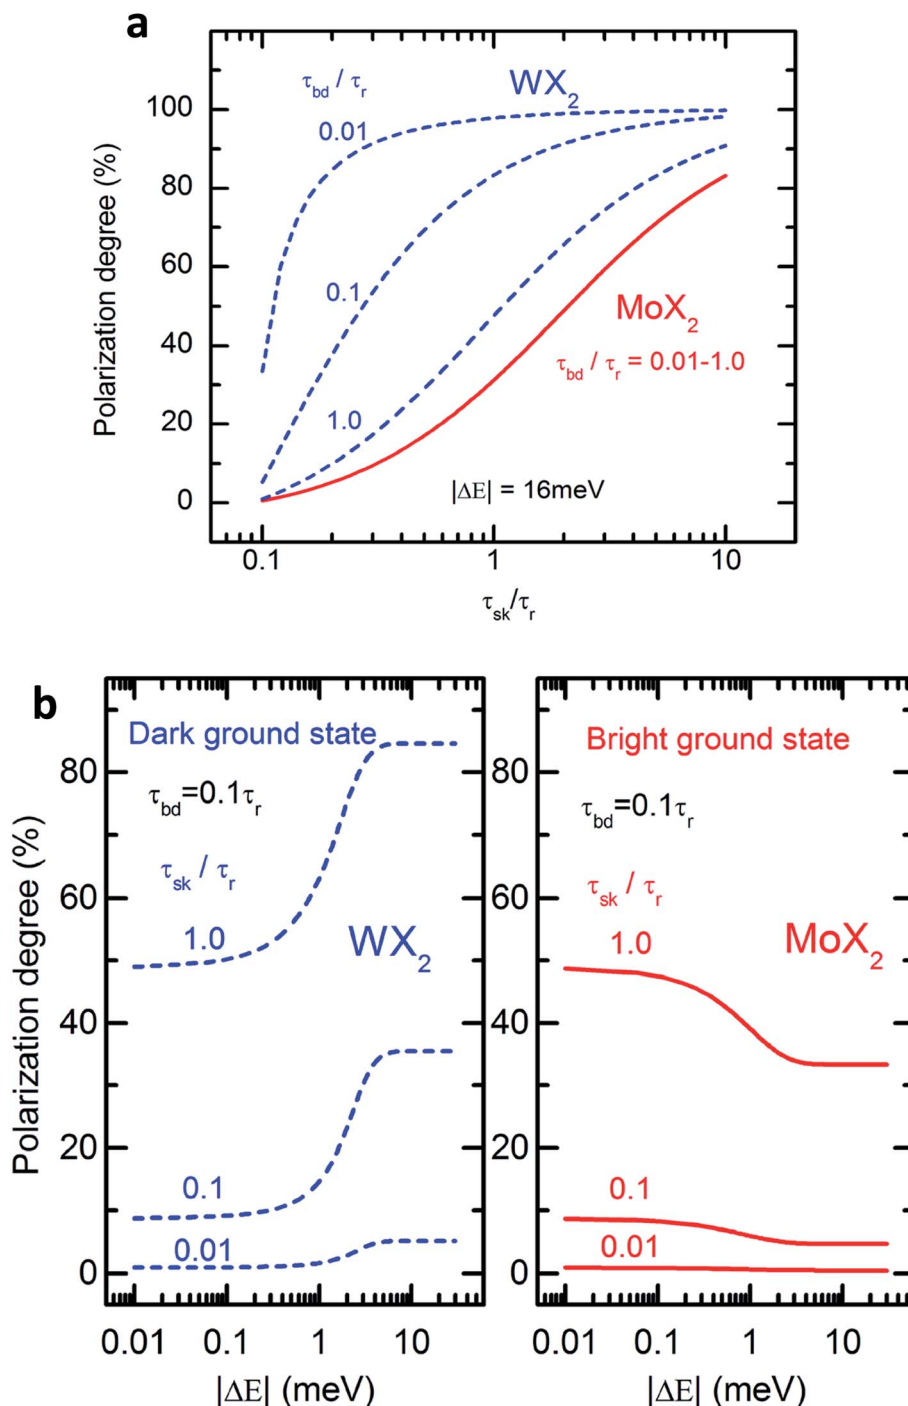 a
τbd / τr
WX2
0.01
0.1
1.0
MoX2
τbd / τr = 0.01-1.0
|ΔE| = 16meV
Polarization degree (%)
100
80
60
40
20
0
0.1
1
10
τsk/τr
b
Dark ground state
τbd=0.1τr
τsk / τr
1.0
WX2
0.1
0.01
Polarization degree (%)
80
60
40
20
0
0.01
0.1
1
10
|ΔE| (meV)
Bright ground state
τbd=0.1τr
τsk / τr
1.0
MoX2
0.1
0.01
80
60
40
20
0
0.01
0.1
1
10
|ΔE| (meV)